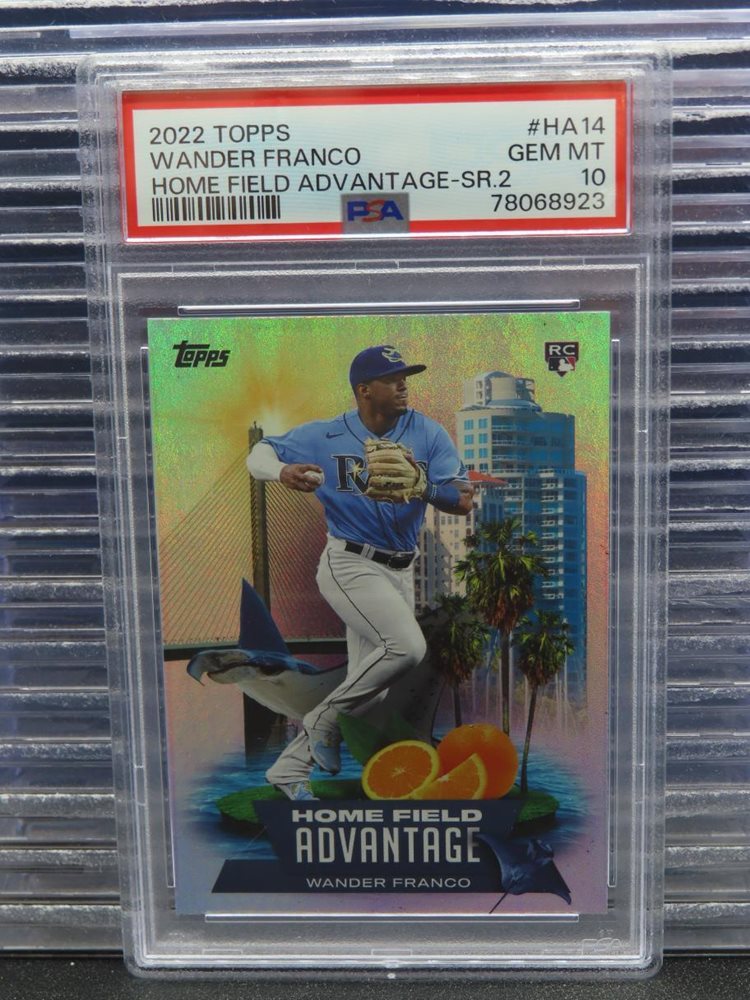 2022 TOPPS #HA14
WANDER FRANCO GEM MT
HOME FIELD ADVANTAGE-SR.2 10
PSA 78068923
Topps RC
RAYS
HOME FIELD
ADVANTAGE
WANDER FRANCO